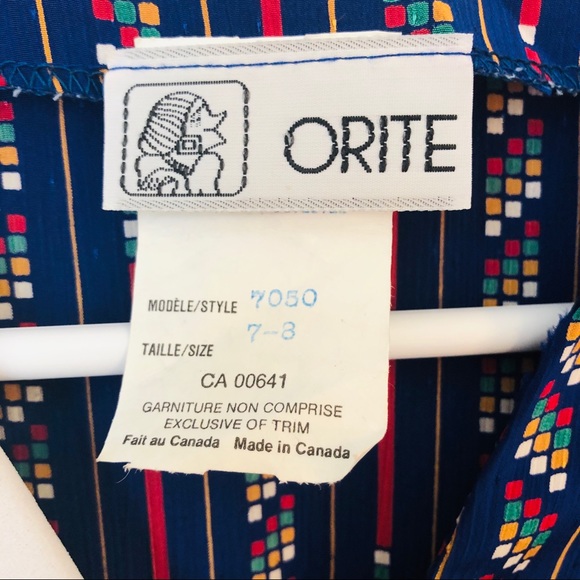 ORITE
MODÈLE/STYLE 7050
TAILLE/SIZE 7-8
CA 00641
GARNITURE NON COMPRISE
EXCLUSIVE OF TRIM
Fait au Canada Made in Canada